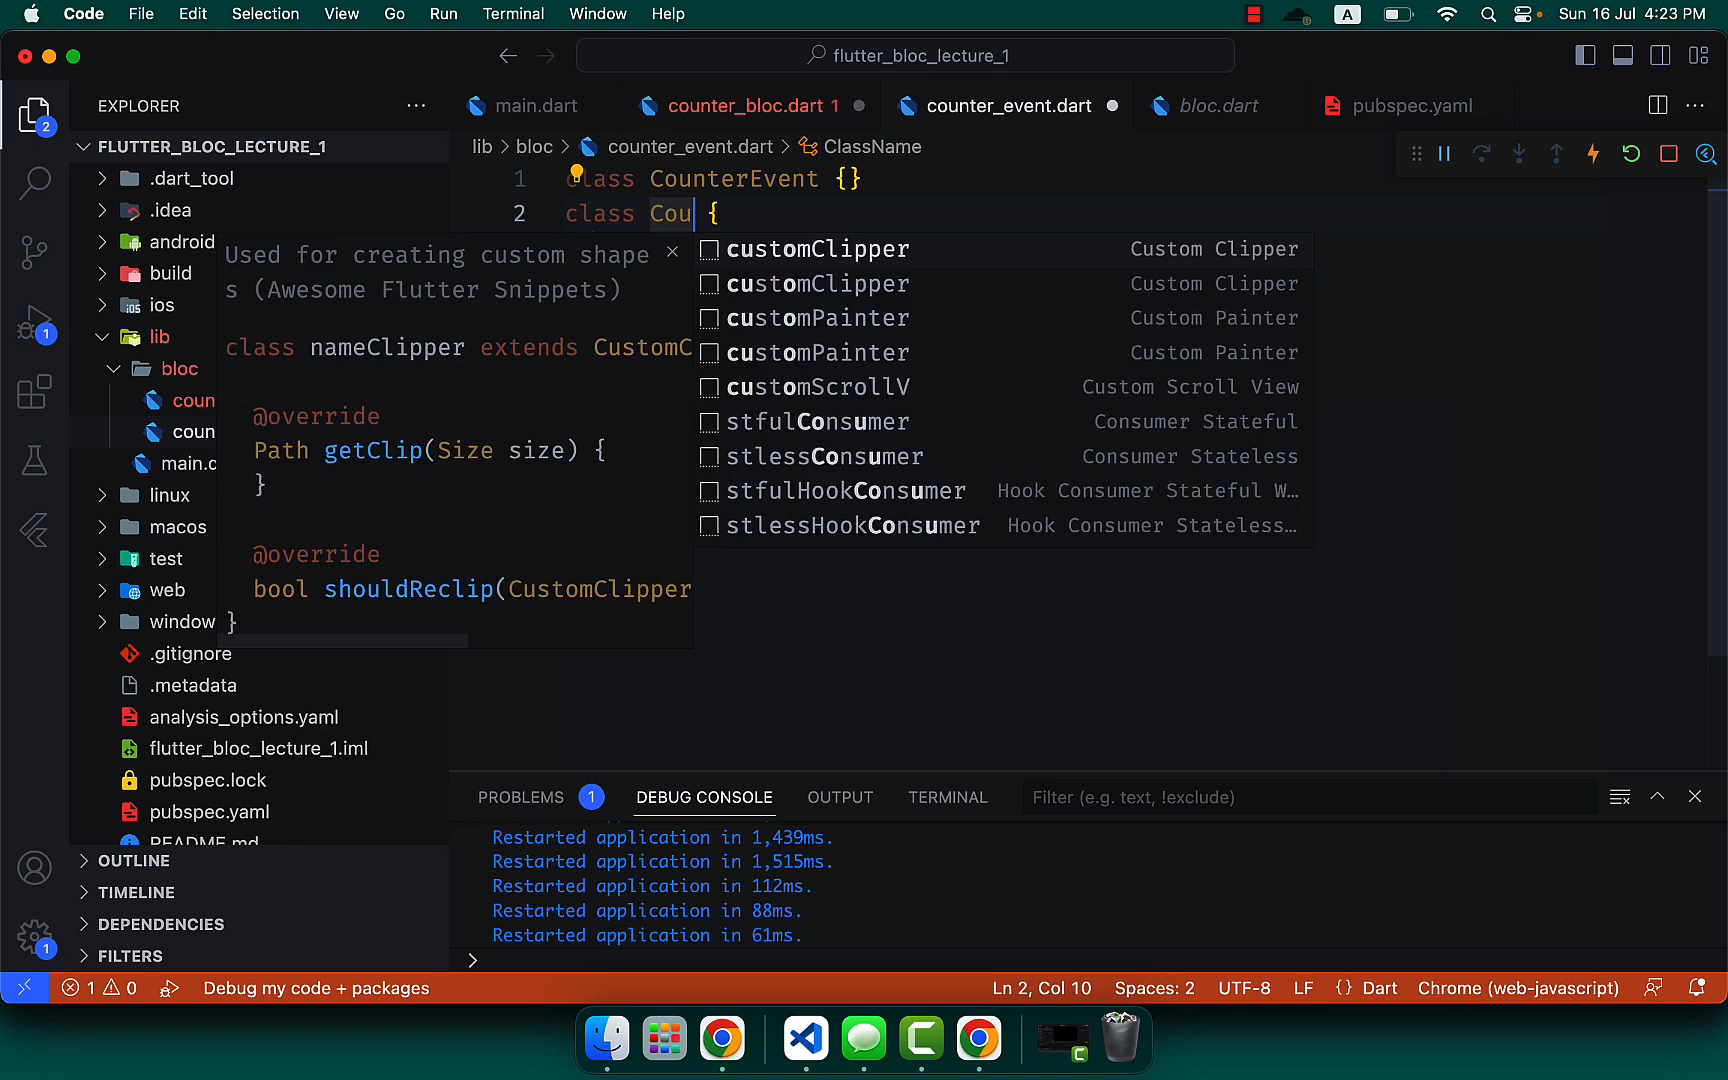 Code File Edit Selection View Go Run Terminal Window Help A Sun 16 Jul 4:23 PM
flutter_bloc_lecture_1
EXPLORER
main.dart counter_bloc.dart 1 counter_event.dart bloc.dart pubspec.yaml
FLUTTER_BLOC_LECTURE_1
lib > bloc > counter_event.dart > ClassName
.dart_tool
.idea
android
build
ios
lib
bloc
coun
coun
main.d
linux
macos
test
web
window
.gitignore
.metadata
analysis_options.yaml
flutter_bloc_lecture_1.iml
pubspec.lock
pubspec.yaml
README.md
OUTLINE
TIMELINE
DEPENDENCIES
FILTERS
2
1
1
1 class CounterEvent {}
2 class Cou {
Used for creating custom shape
s (Awesome Flutter Snippets)
class nameClipper extends CustomC
@override
Path getClip(Size size) {
}
@override
bool shouldReclip(CustomClipper
}
customClipper Custom Clipper
customClipper Custom Clipper
customPainter Custom Painter
customPainter Custom Painter
customScrollV Custom Scroll View
stfulConsumer Consumer Stateful
stlessConsumer Consumer Stateless
stfulHookConsumer Hook Consumer Stateful W…
stlessHookConsumer Hook Consumer Stateless…
PROBLEMS 1 DEBUG CONSOLE OUTPUT TERMINAL Filter (e.g. text, !exclude)
Restarted application in 1,439ms.
Restarted application in 1,515ms.
Restarted application in 112ms.
Restarted application in 88ms.
Restarted application in 61ms.
>
1 0 Debug my code + packages Ln 2, Col 10 Spaces: 2 UTF-8 LF {} Dart Chrome (web-javascript)